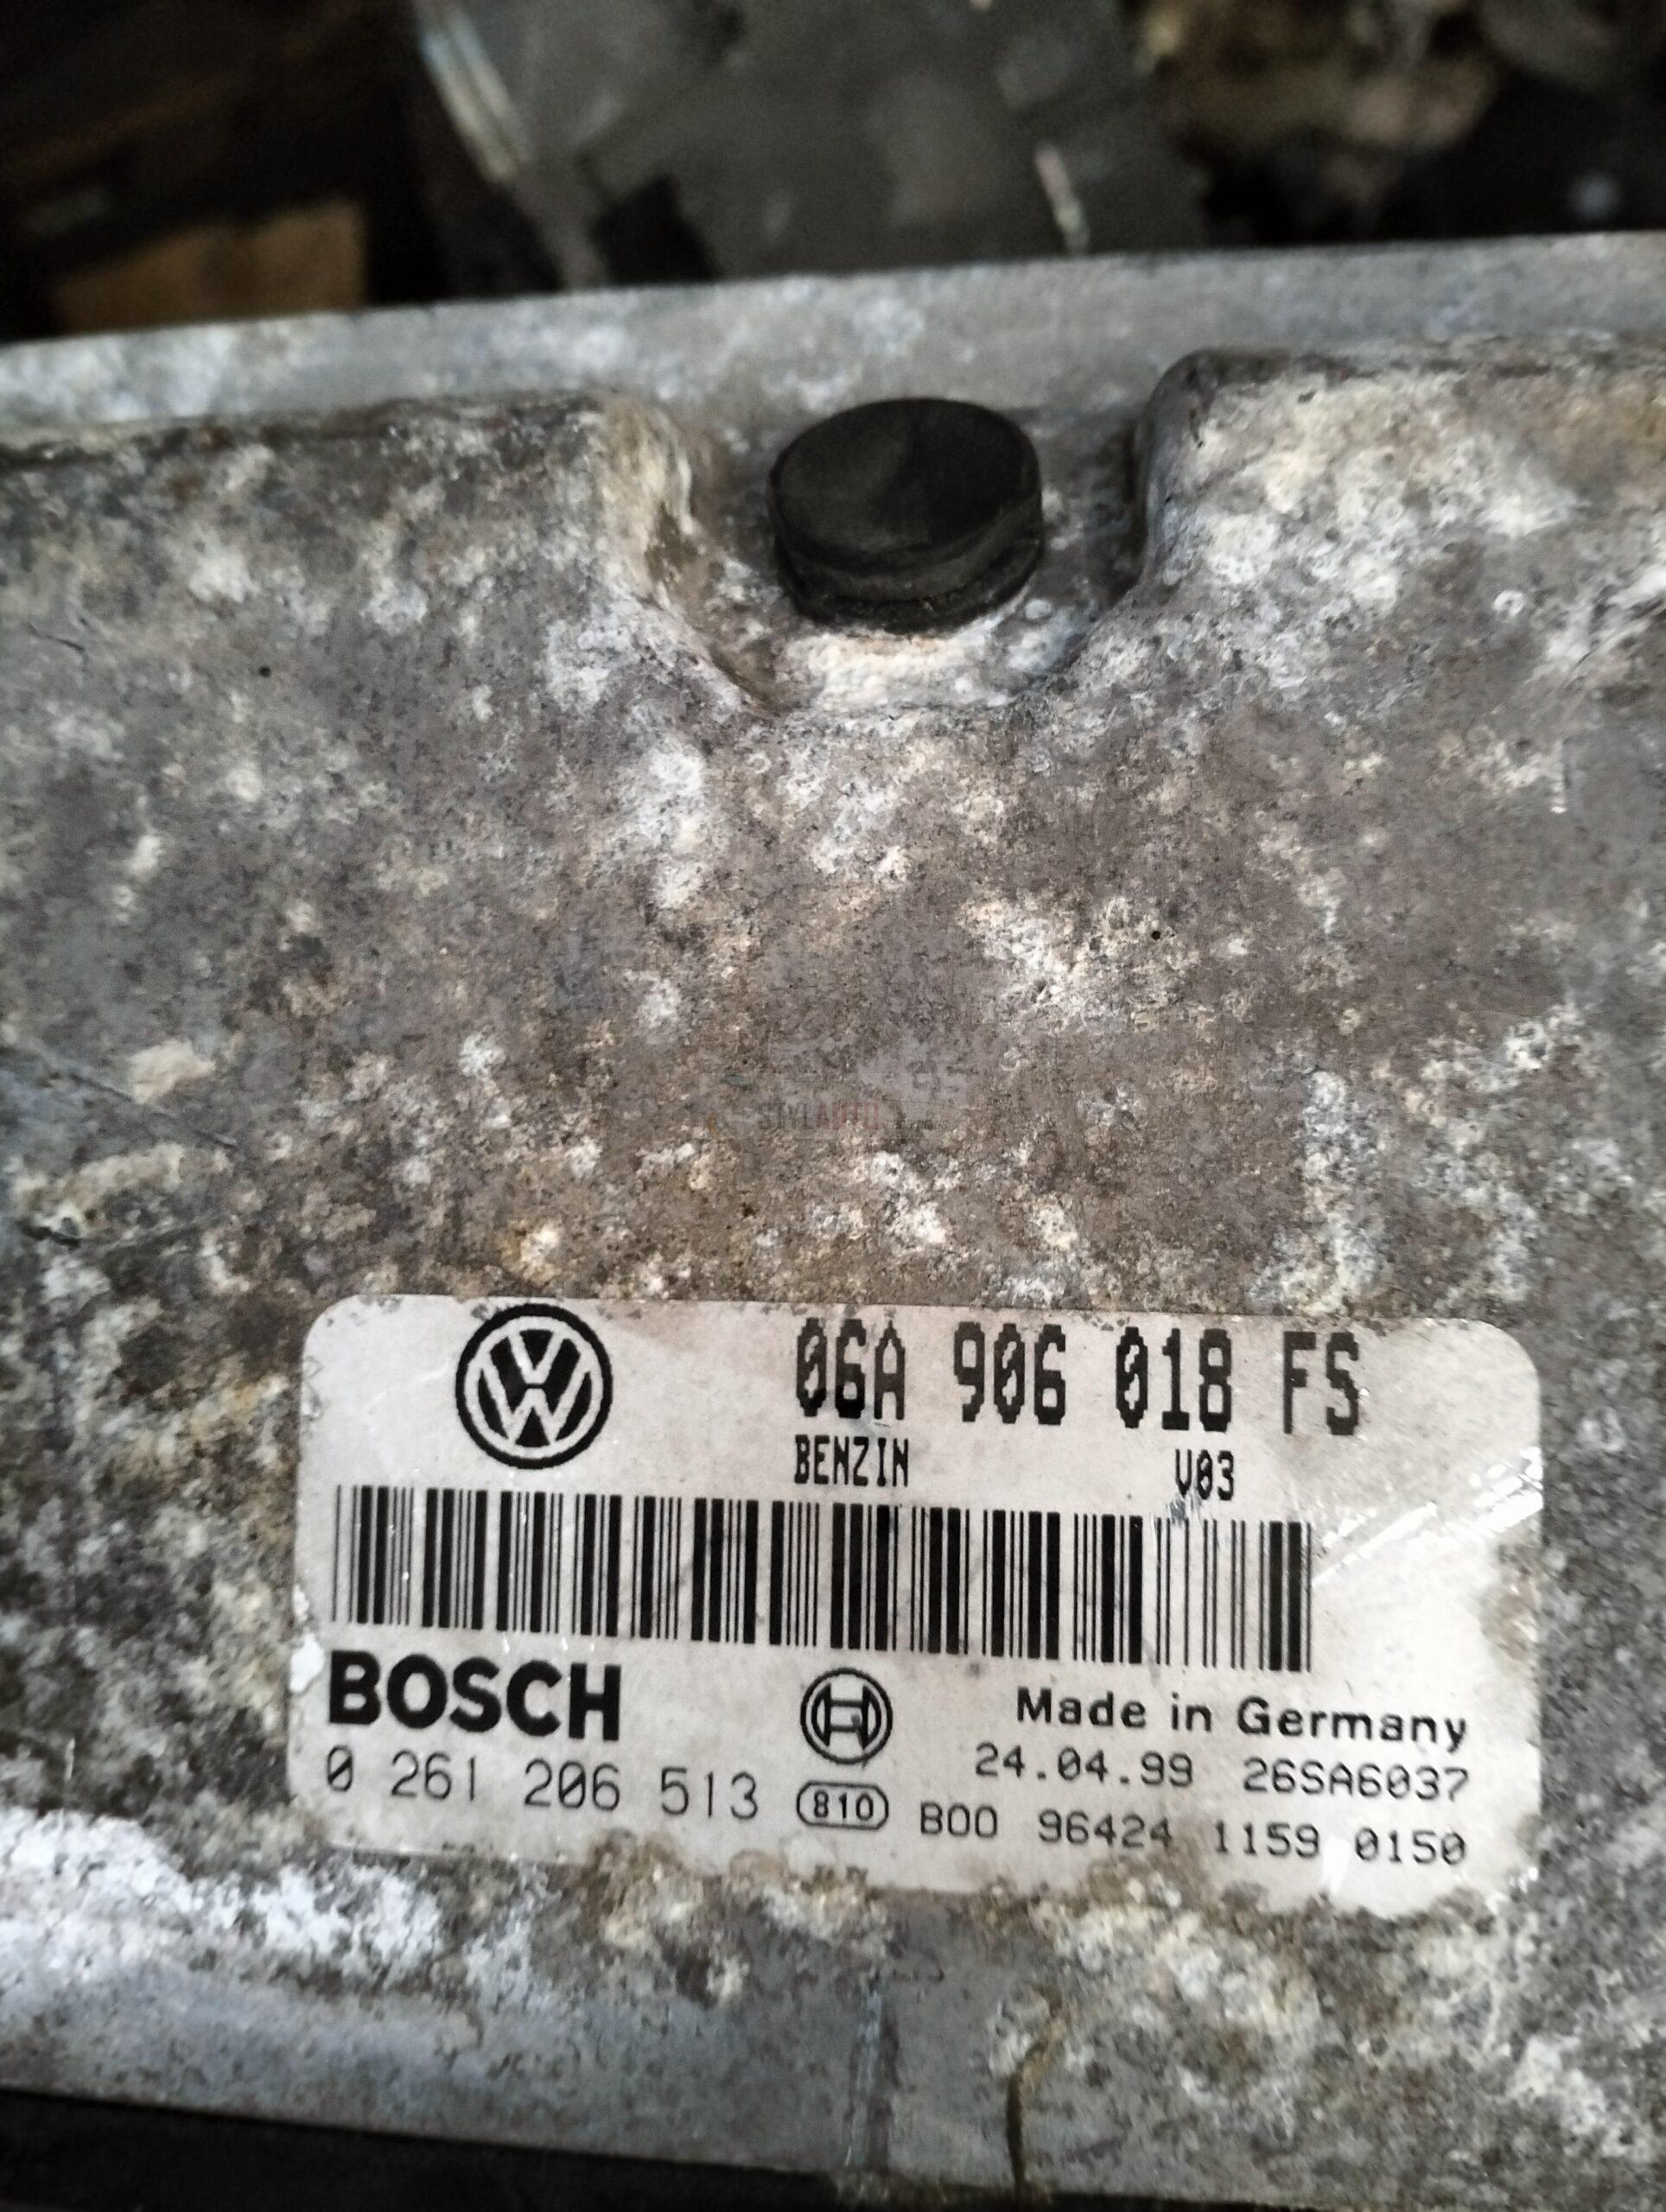 STYLAUTO
06A 906 018 FS
BENZIN V03
BOSCH
Made in Germany
0 261 206 513
24.04.99 26SA6037
810
B00 96424 1159 0150